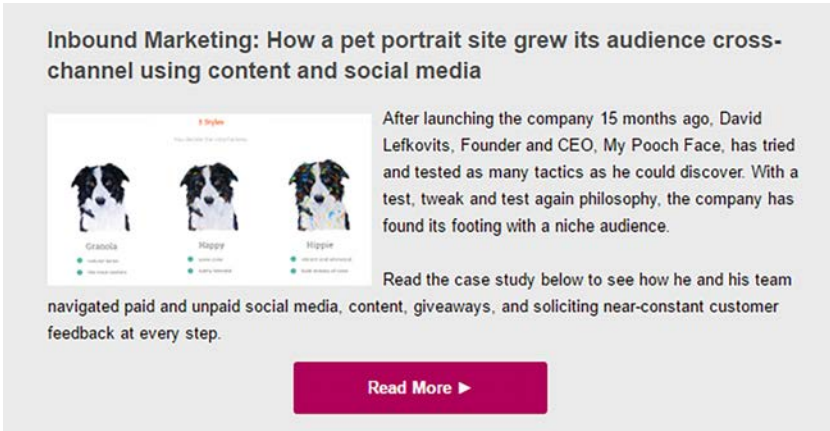 Inbound Marketing: How a pet portrait site grew its audience cross-
channel using content and social media
After launching the company 15 months ago, David
Lefkovits, Founder and CEO, My Pooch Face, has tried
and tested as many tactics as he could discover. With a
test, tweak and test again philosophy, the company has
found its footing with a niche audience.
Read the case study below to see how he and his team
navigated paid and unpaid social media, content, giveaways, and soliciting near-constant customer
feedback at every step.
3 Styles
Granola
Happy
Hippie
Read More ►